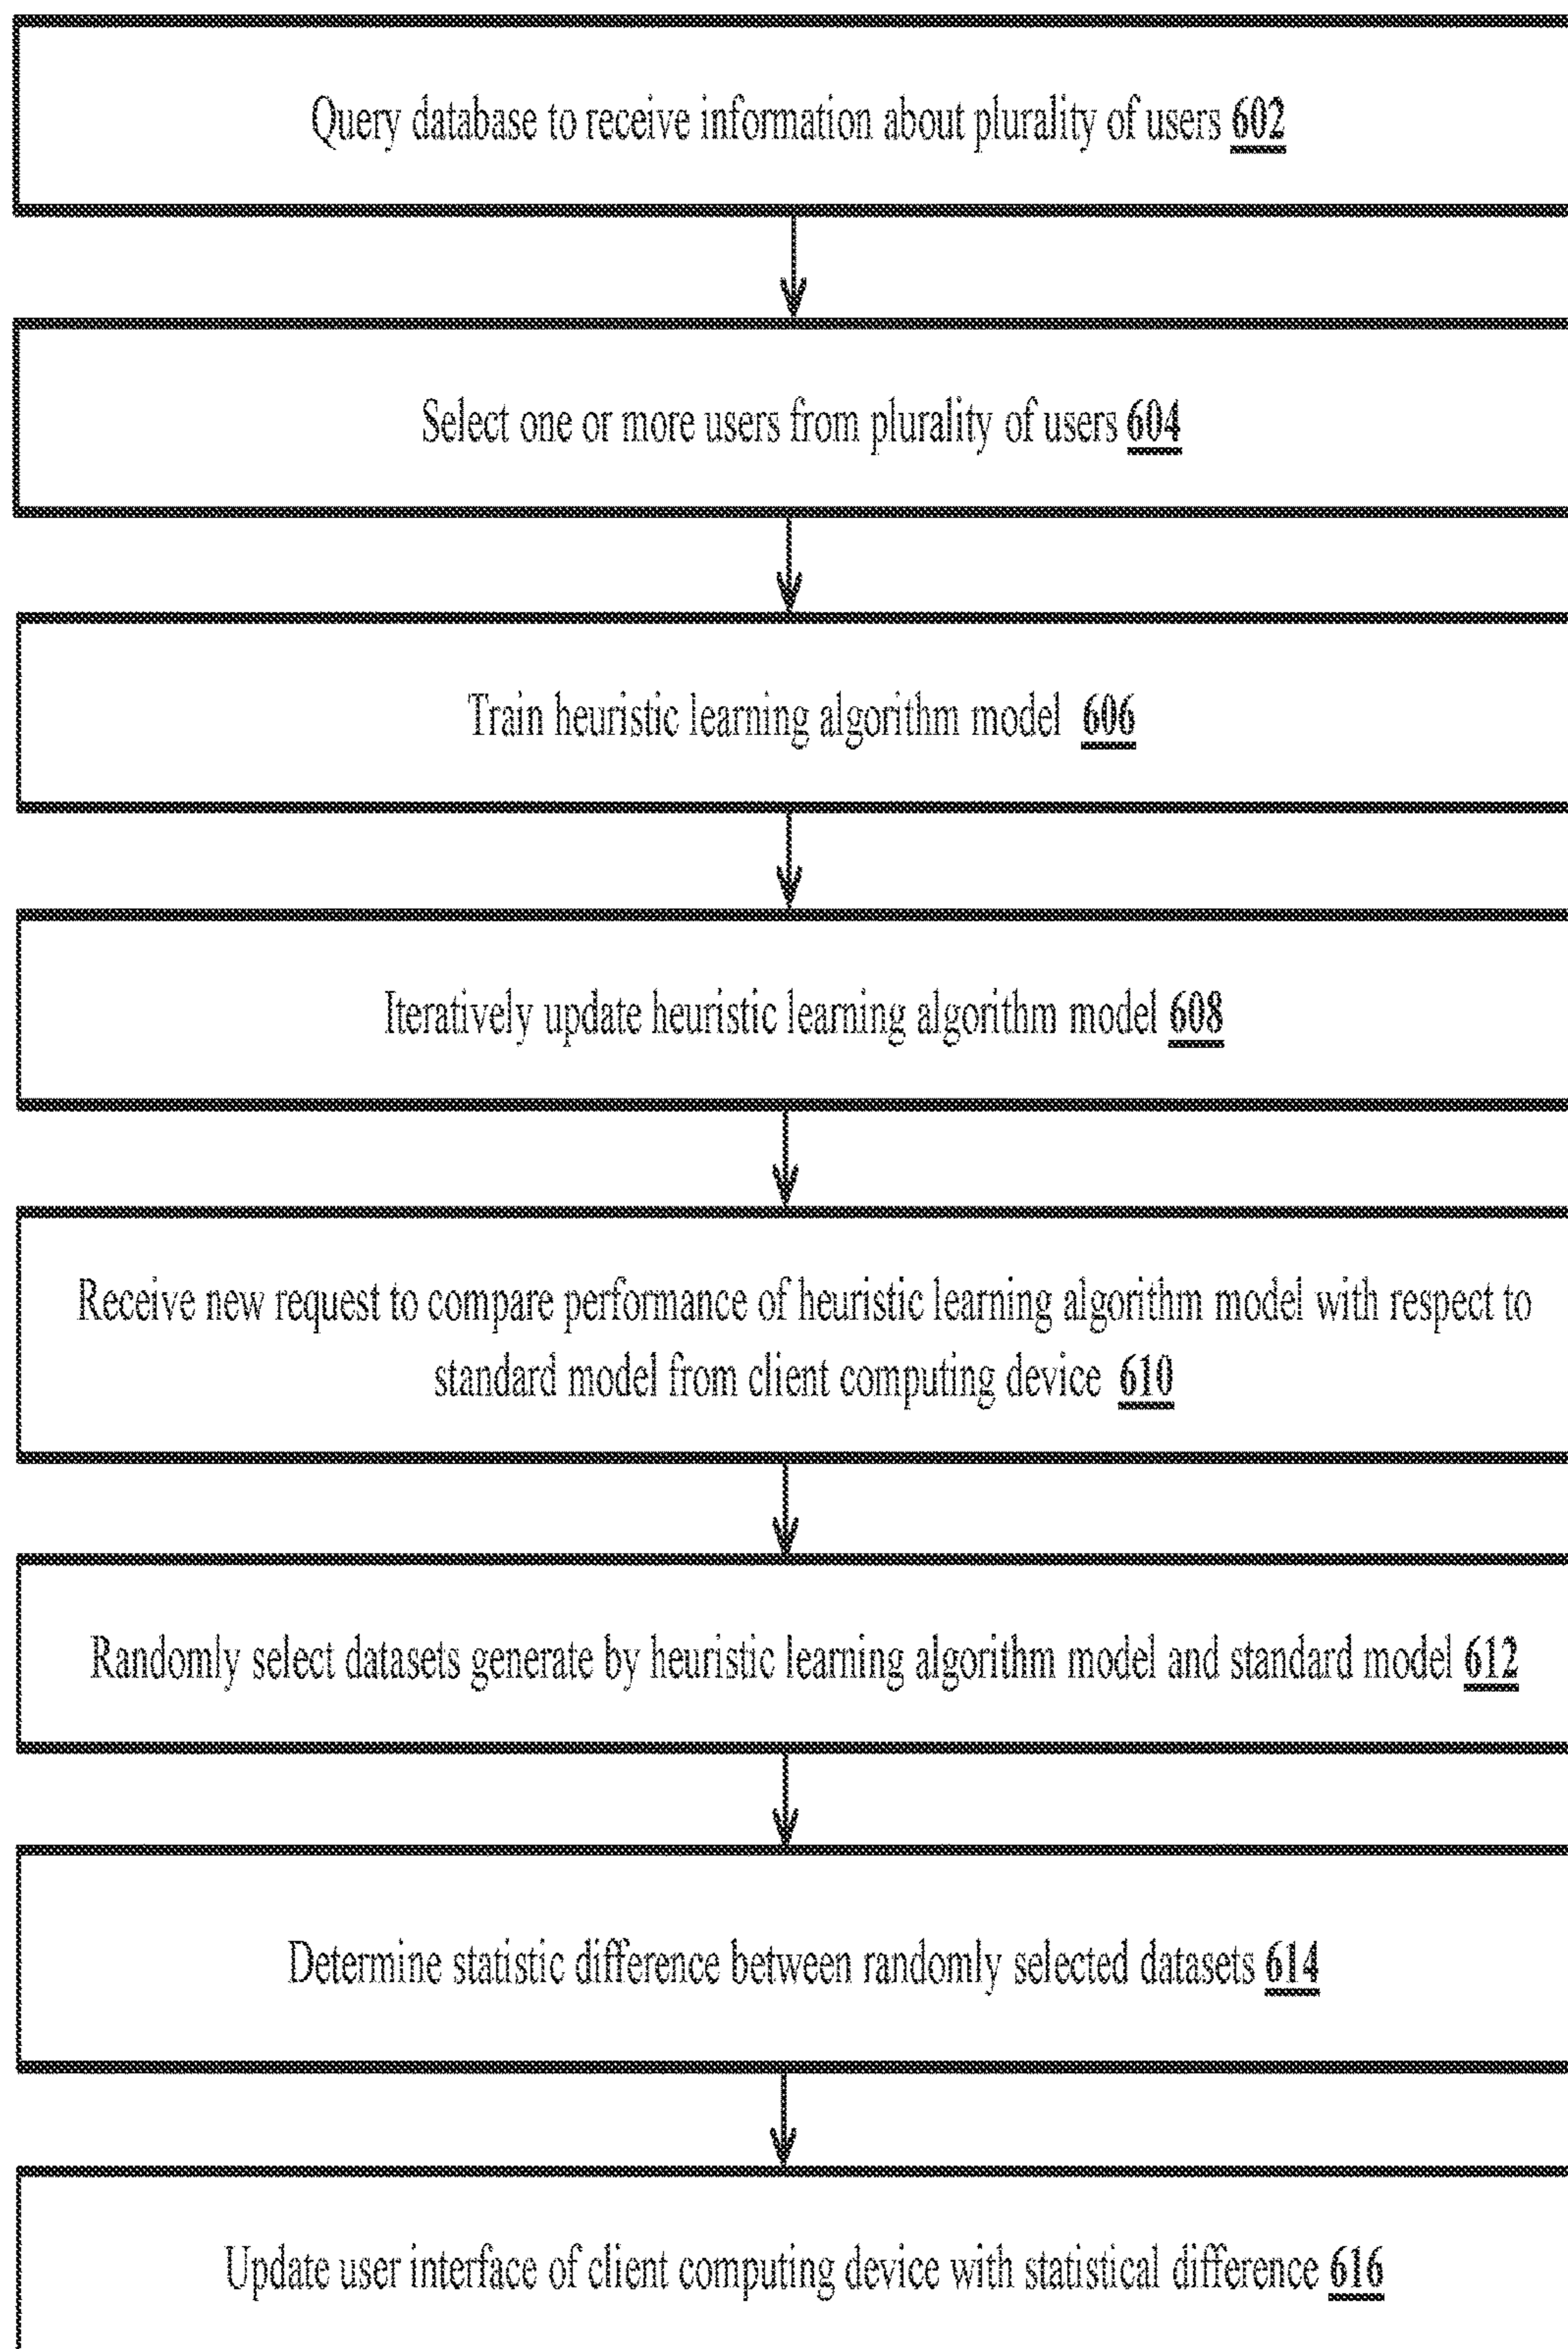 Query database to receive information about plurality of users 602
Select one or more users from plurality of users 604
Train heuristic learning algorithm model 606
Iteratively update heuristic learning algorithm model 608
Receive new request to compare performance of heuristic learning algorithm model with respect to
standard model from client computing device 610
Randomly select datasets generate by heuristic learning algorithm model and standard model 612
Determine statistic difference between randomly selected datasets 614
Update user interface of client computing device with statistical difference 616